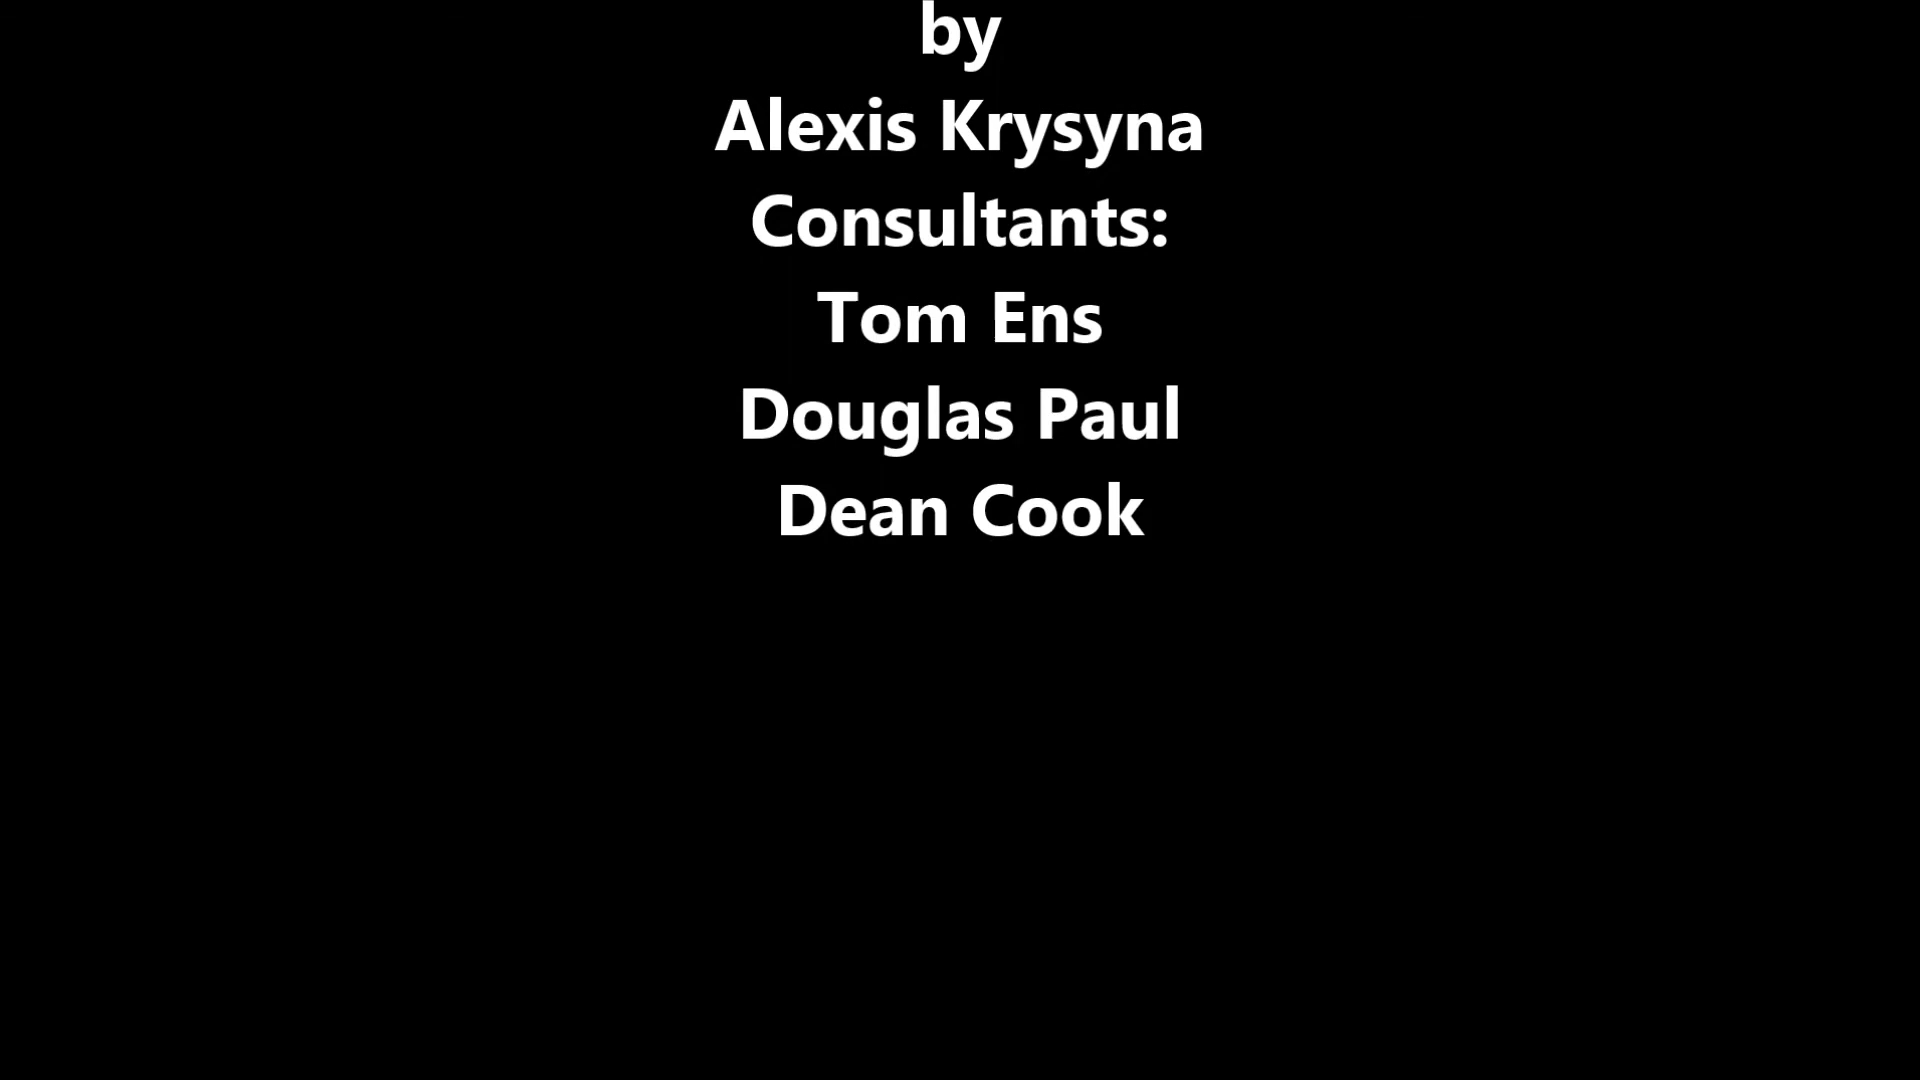 by
Alexis Krysyna
Consultants:
Tom Ens
Douglas Paul
Dean Cook